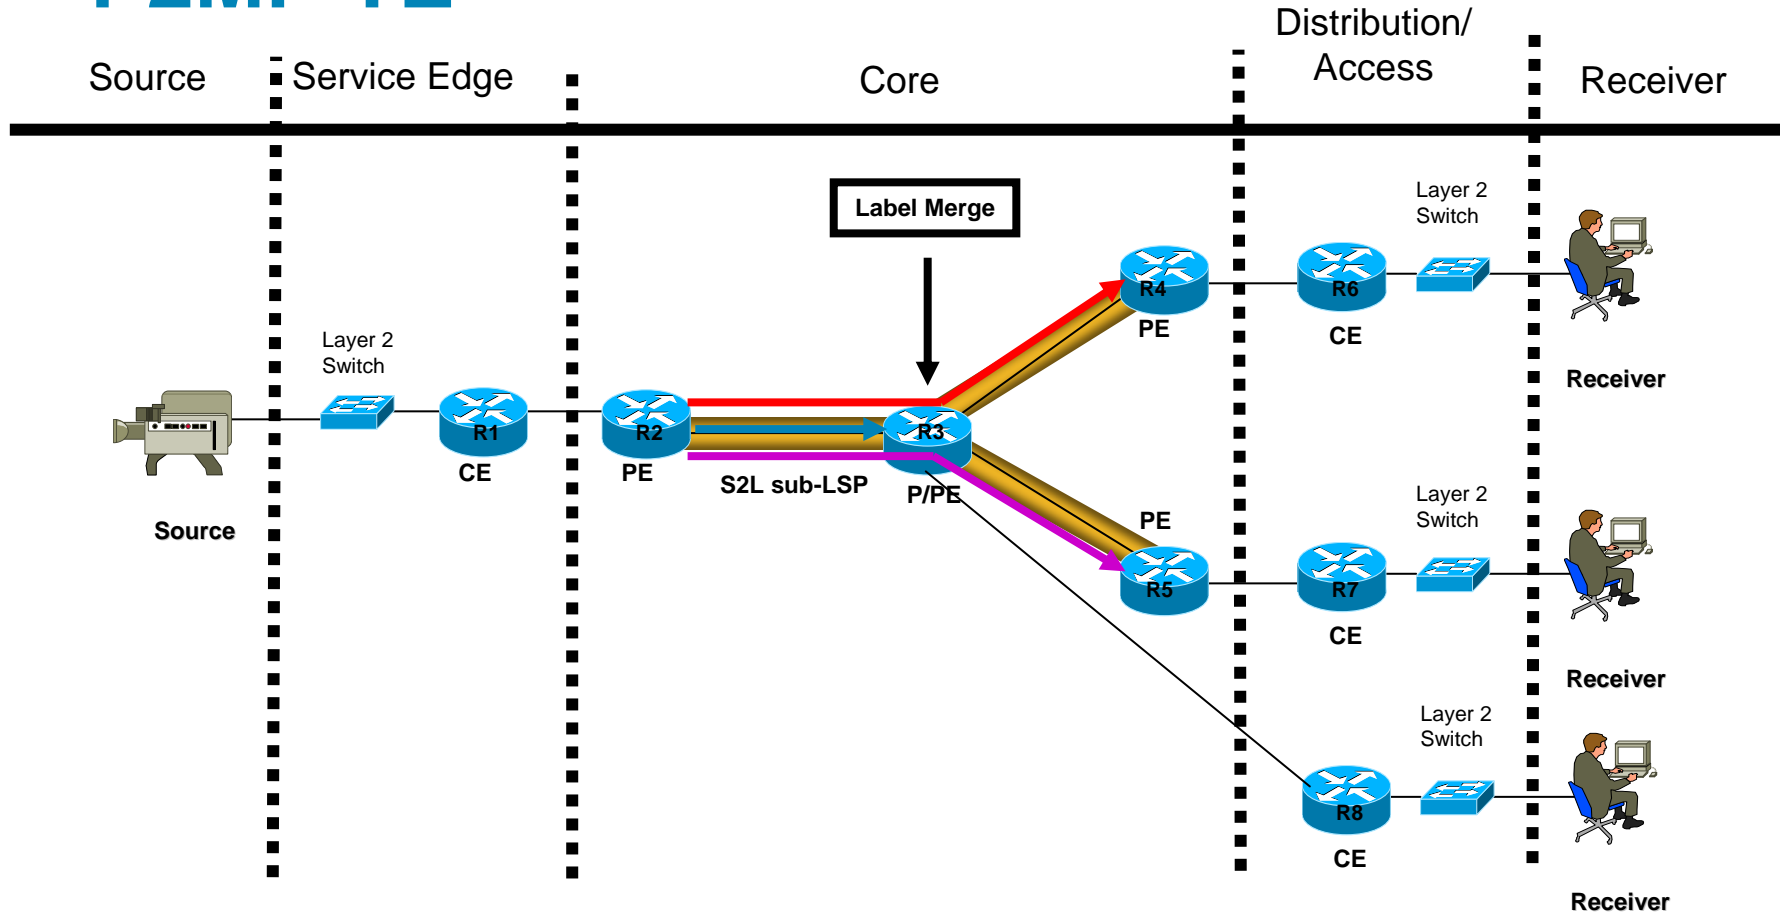 P2MP TE
Source
Service Edge
Core
Distribution/
Access
Receiver
Label Merge
Layer 2
Switch
R4
PE
R6
CE
Receiver
Layer 2
Switch
Source
R1
CE
R2
PE
S2L sub-LSP
R3
P/PE
PE
R5
R7
CE
Layer 2
Switch
Receiver
Layer 2
Switch
R8
CE
Receiver